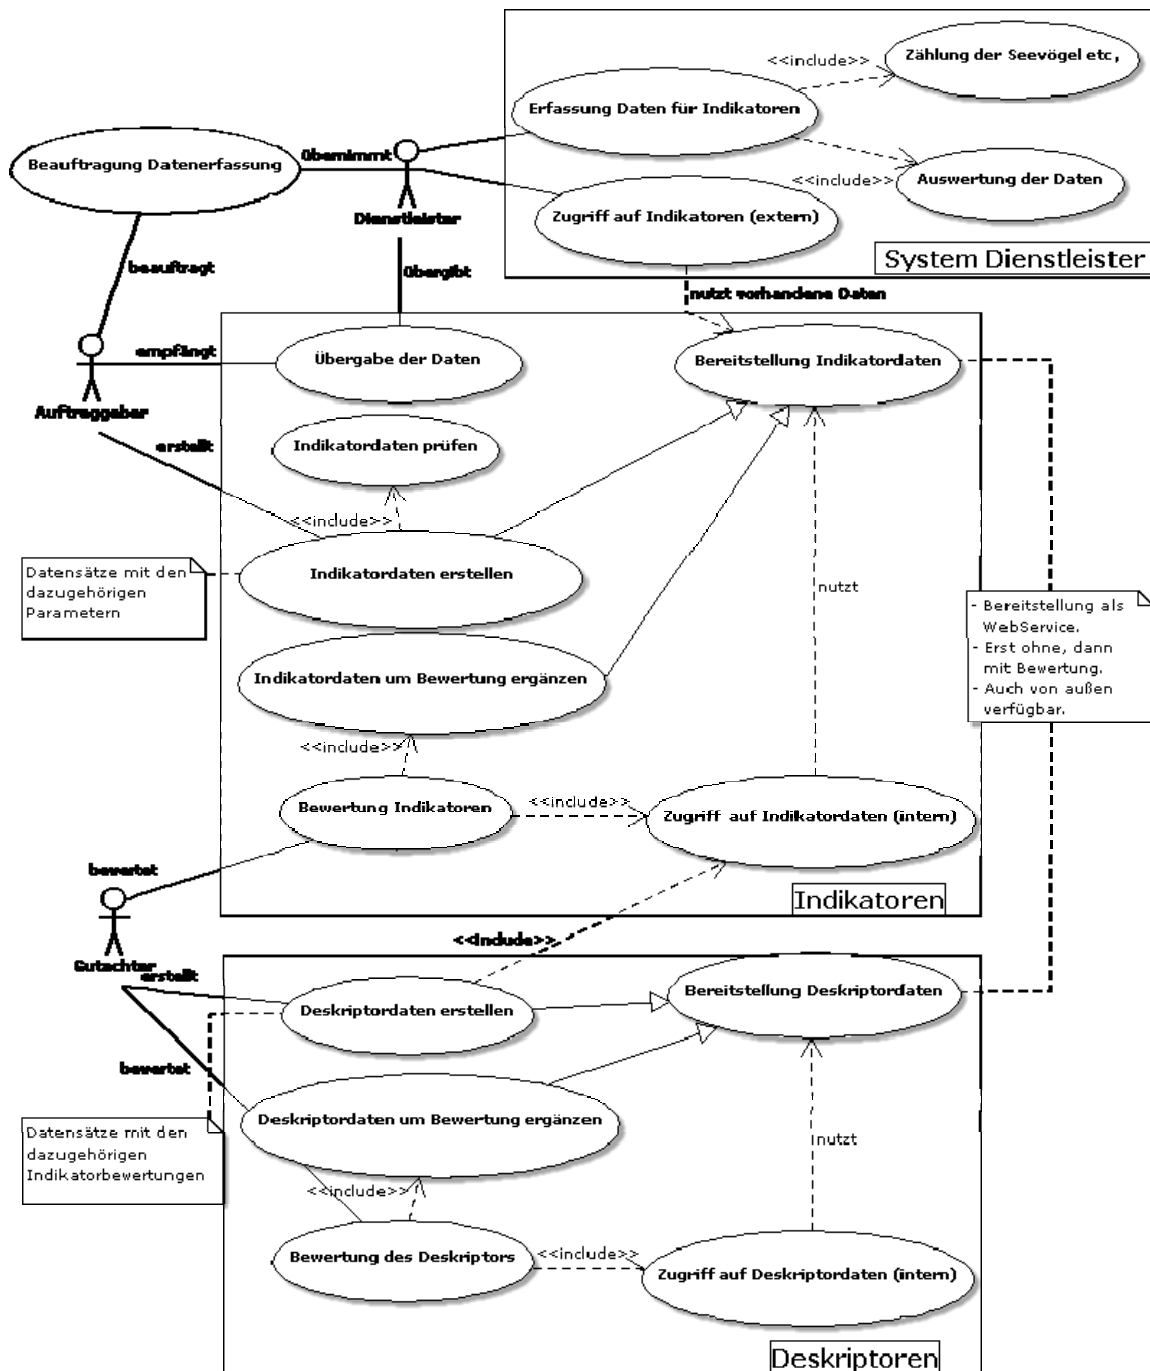 Zählung der Seevögel etc,
<<include>>
Erfassung Daten für Indikatoren
Beauftragung Datenerfassung
übernimmt
<<include>>
Auswertung der Daten
Dienstleister
Zugriff auf Indikatoren (extern)
System Dienstleister
beauftragt
übergibt
nutzt vorhandene Daten
empfängt
Übergabe der Daten
Bereitstellung Indikatordaten
Auftraggeber
erstellt
Indikatordaten prüfen
<<include>>
Datensätze mit den
dazugehörigen
Parametern
Indikatordaten erstellen
nutzt
- Bereitstellung als
WebService.
- Erst ohne, dann
mit Bewertung.
- Auch von außen
verfügbar.
Indikatordaten um Bewertung ergänzen
<<include>>
Bewertung Indikatoren
<<include>>
Zugriff auf Indikatordaten (intern)
bewertet
Indikatoren
<<include>>
Gutachter
erstellt
Deskriptordaten erstellen
Bereitstellung Deskriptordaten
bewertet
Deskriptordaten um Bewertung ergänzen
Datensätze mit den
dazugehörigen
Indikatorbewertungen
nutzt
<<include>>
Bewertung des Deskriptors
<<include>>
Zugriff auf Deskriptordaten (intern)
Deskriptoren